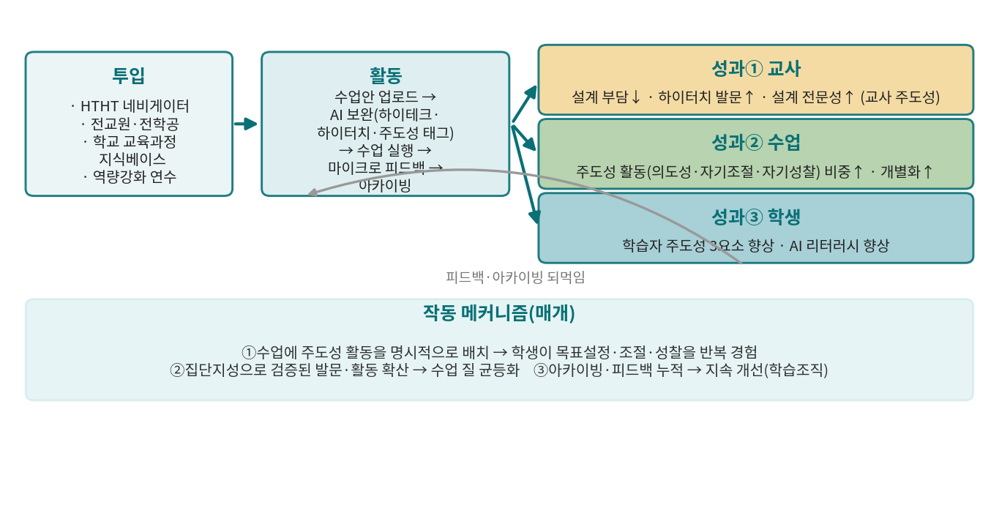 투입
· HTHT 네비게이터
· 전교원·전학공
· 학교 교육과정
지식베이스
· 역량강화 연수
활동
수업안 업로드 →
AI 보완(하이테크·
하이터치·주도성 태그)
→ 수업 실행 →
마이크로 피드백 →
아카이빙
성과① 교사
설계 부담↓ · 하이터치 발문↑ · 설계 전문성↑ (교사 주도성)
성과② 수업
주도성 활동(의도성·자기조절·자기성찰) 비중↑ · 개별화↑
성과③ 학생
학습자 주도성 3요소 향상 · AI 리터러시 향상
피드백·아카이빙 되먹임
작동 메커니즘(매개)
①수업에 주도성 활동을 명시적으로 배치 → 학생이 목표설정·조절·성찰을 반복 경험
②집단지성으로 검증된 발문·활동 확산 → 수업 질 균등화 ③아카이빙·피드백 누적 → 지속 개선(학습조직)